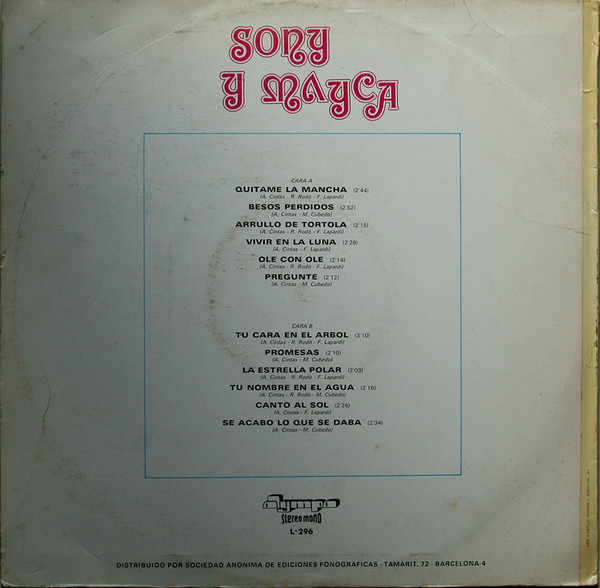 SONY
Y MAYCA
CARA A
QUITAME LA MANCHA (2'44)
(A. Cintas - R. Rodó - F. Lapardi)
BESOS PERDIDOS (2'52)
(A. Cintas - M. Cubedo)
ARRULLO DE TORTOLA (2'15)
(A. Cintas - R. Rodó - F. Lapardi)
VIVIR EN LA LUNA (2'28)
(A. Cintas - F. Lapardi)
OLE CON OLE (2'14)
(A. Cintas - R. Rodó - F. Lapardi)
PREGUNTE (2'12)
(A. Cintas - M. Cubedo)
CARA B
TU CARA EN EL ARBOL (3'10)
(A. Cintas - R. Rodó - F. Lapardi)
PROMESAS (2'10)
(A. Cintas - M. Cubedo)
LA ESTRELLA POLAR (2'03)
(A. Cintas - R. Rodó - F. Lapardi)
TU NOMBRE EN EL AGUA (2'16)
(A. Cintas - R. Rodó - M. Cubedo)
CANTO AL SOL (2'26)
(A. Cintas - F. Lapardi)
SE ACABO LO QUE SE DABA (2'34)
(A. Cintas - M. Cubedo)
Olympo
Stereo mono
L-296
DISTRIBUIDO POR SOCIEDAD ANONIMA DE EDICIONES FONOGRAFICAS - TAMARIT, 72 - BARCELONA-4